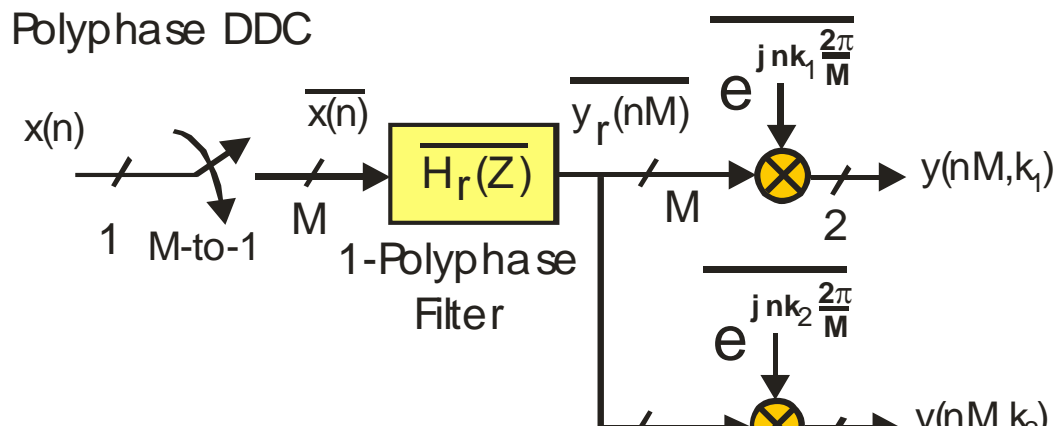 Polyphase DDC
x(n)
1
M-to-1
x(n)
M
H_r(Z)
1-Polyphase
Filter
y_r(nM)
M
e^{jnk_1 2π/M}
2
y(nM,k_1)
e^{jnk_2 2π/M}